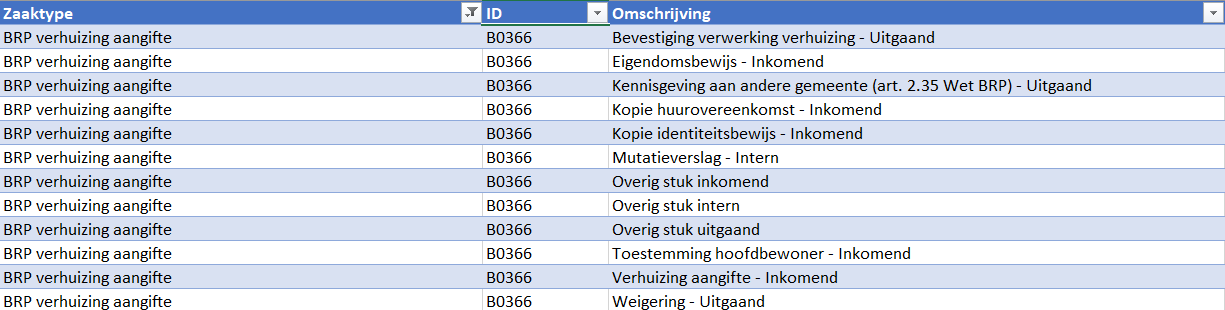 Zaaktype ID Omschrijving
BRP verhuizing aangifte B0366 Bevestiging verwerking verhuizing - Uitgaand
BRP verhuizing aangifte B0366 Eigendomsbewijs - Inkomend
BRP verhuizing aangifte B0366 Kennisgeving aan andere gemeente (art. 2.35 Wet BRP) - Uitgaand
BRP verhuizing aangifte B0366 Kopie huurovereenkomst - Inkomend
BRP verhuizing aangifte B0366 Kopie identiteitsbewijs - Inkomend
BRP verhuizing aangifte B0366 Mutatieverslag - Intern
BRP verhuizing aangifte B0366 Overig stuk inkomend
BRP verhuizing aangifte B0366 Overig stuk intern
BRP verhuizing aangifte B0366 Overig stuk uitgaand
BRP verhuizing aangifte B0366 Toestemming hoofdbewoner - Inkomend
BRP verhuizing aangifte B0366 Verhuizing aangifte - Inkomend
BRP verhuizing aangifte B0366 Weigering - Uitgaand